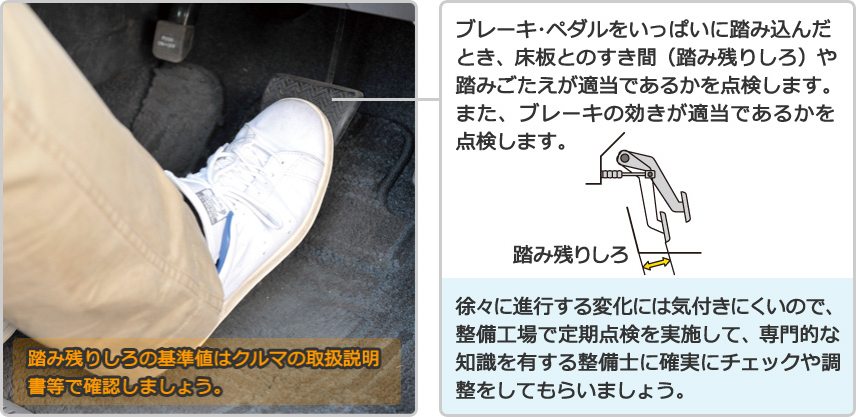 踏み残りしろの基準値はクルマの取扱説明
書等で確認しましょう。
ブレーキ・ペダルをいっぱいに踏み込んだ
とき、床板とのすき間（踏み残りしろ）や
踏みごたえが適当であるかを点検します。
また、ブレーキの効きが適当であるかを
点検します。
踏み残りしろ
徐々に進行する変化には気付きにくいので、
整備工場で定期点検を実施して、専門的な
知識を有する整備士に確実にチェックや調
整をしてもらいましょう。